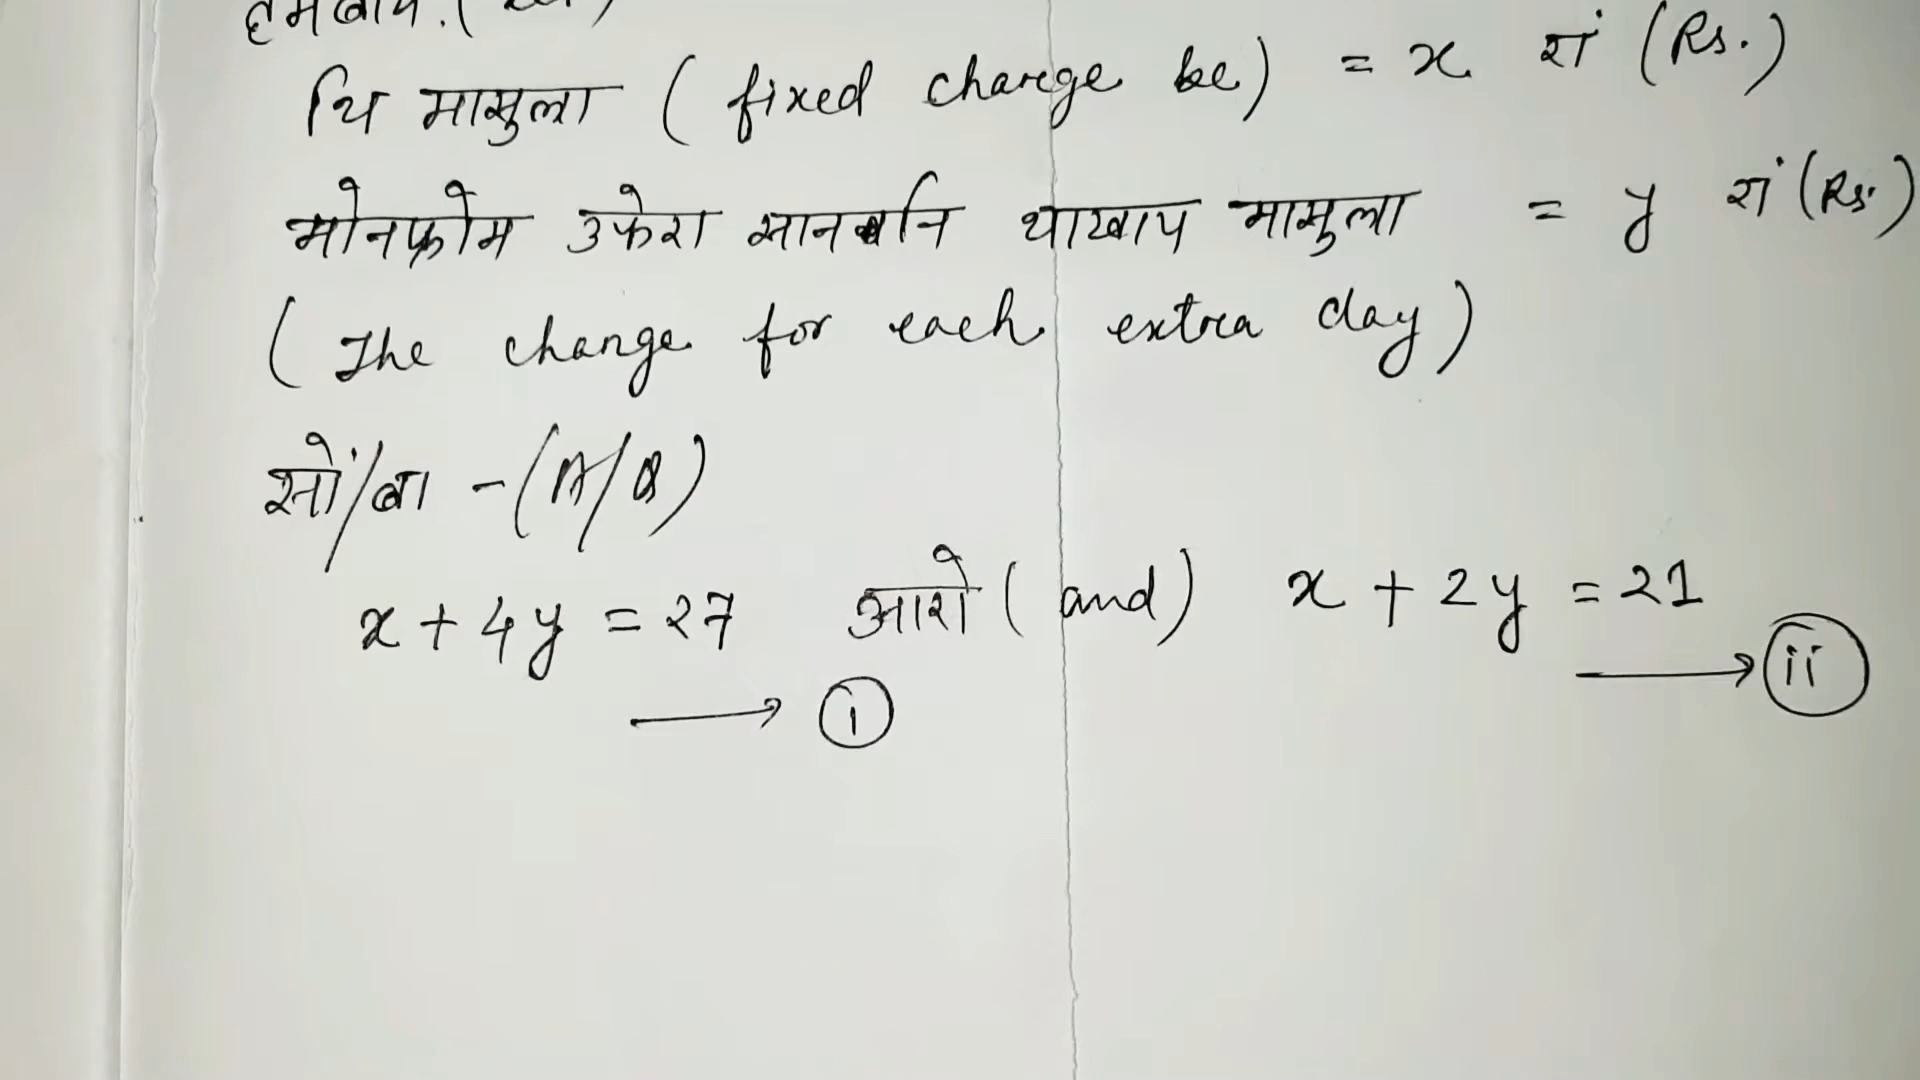 थि मासुला ( fixed charge be) = x रां (Rs.)
मोनफ्रोम उफ्रेरा सानखनि थाखाय मासुला = y रां (Rs.)
( The charge for each extra day)
सों/बा - (A/Q)
x + 4y = 27 आरो ( and) x + 2y = 21
→ i → ii